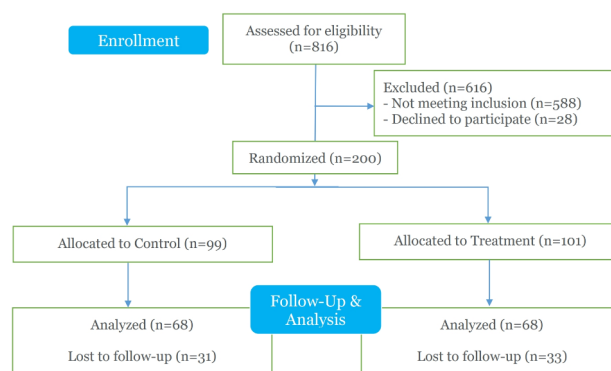 Enrollment
Assessed for eligibility
(n=816)
Excluded (n=616)
- Not meeting inclusion (n=588)
- Declined to participate (n=28)
Randomized (n=200)
Allocated to Control (n=99)
Allocated to Treatment (n=101)
Follow-Up &
Analysis
Analyzed (n=68)
Lost to follow-up (n=31)
Analyzed (n=68)
Lost to follow-up (n=33)